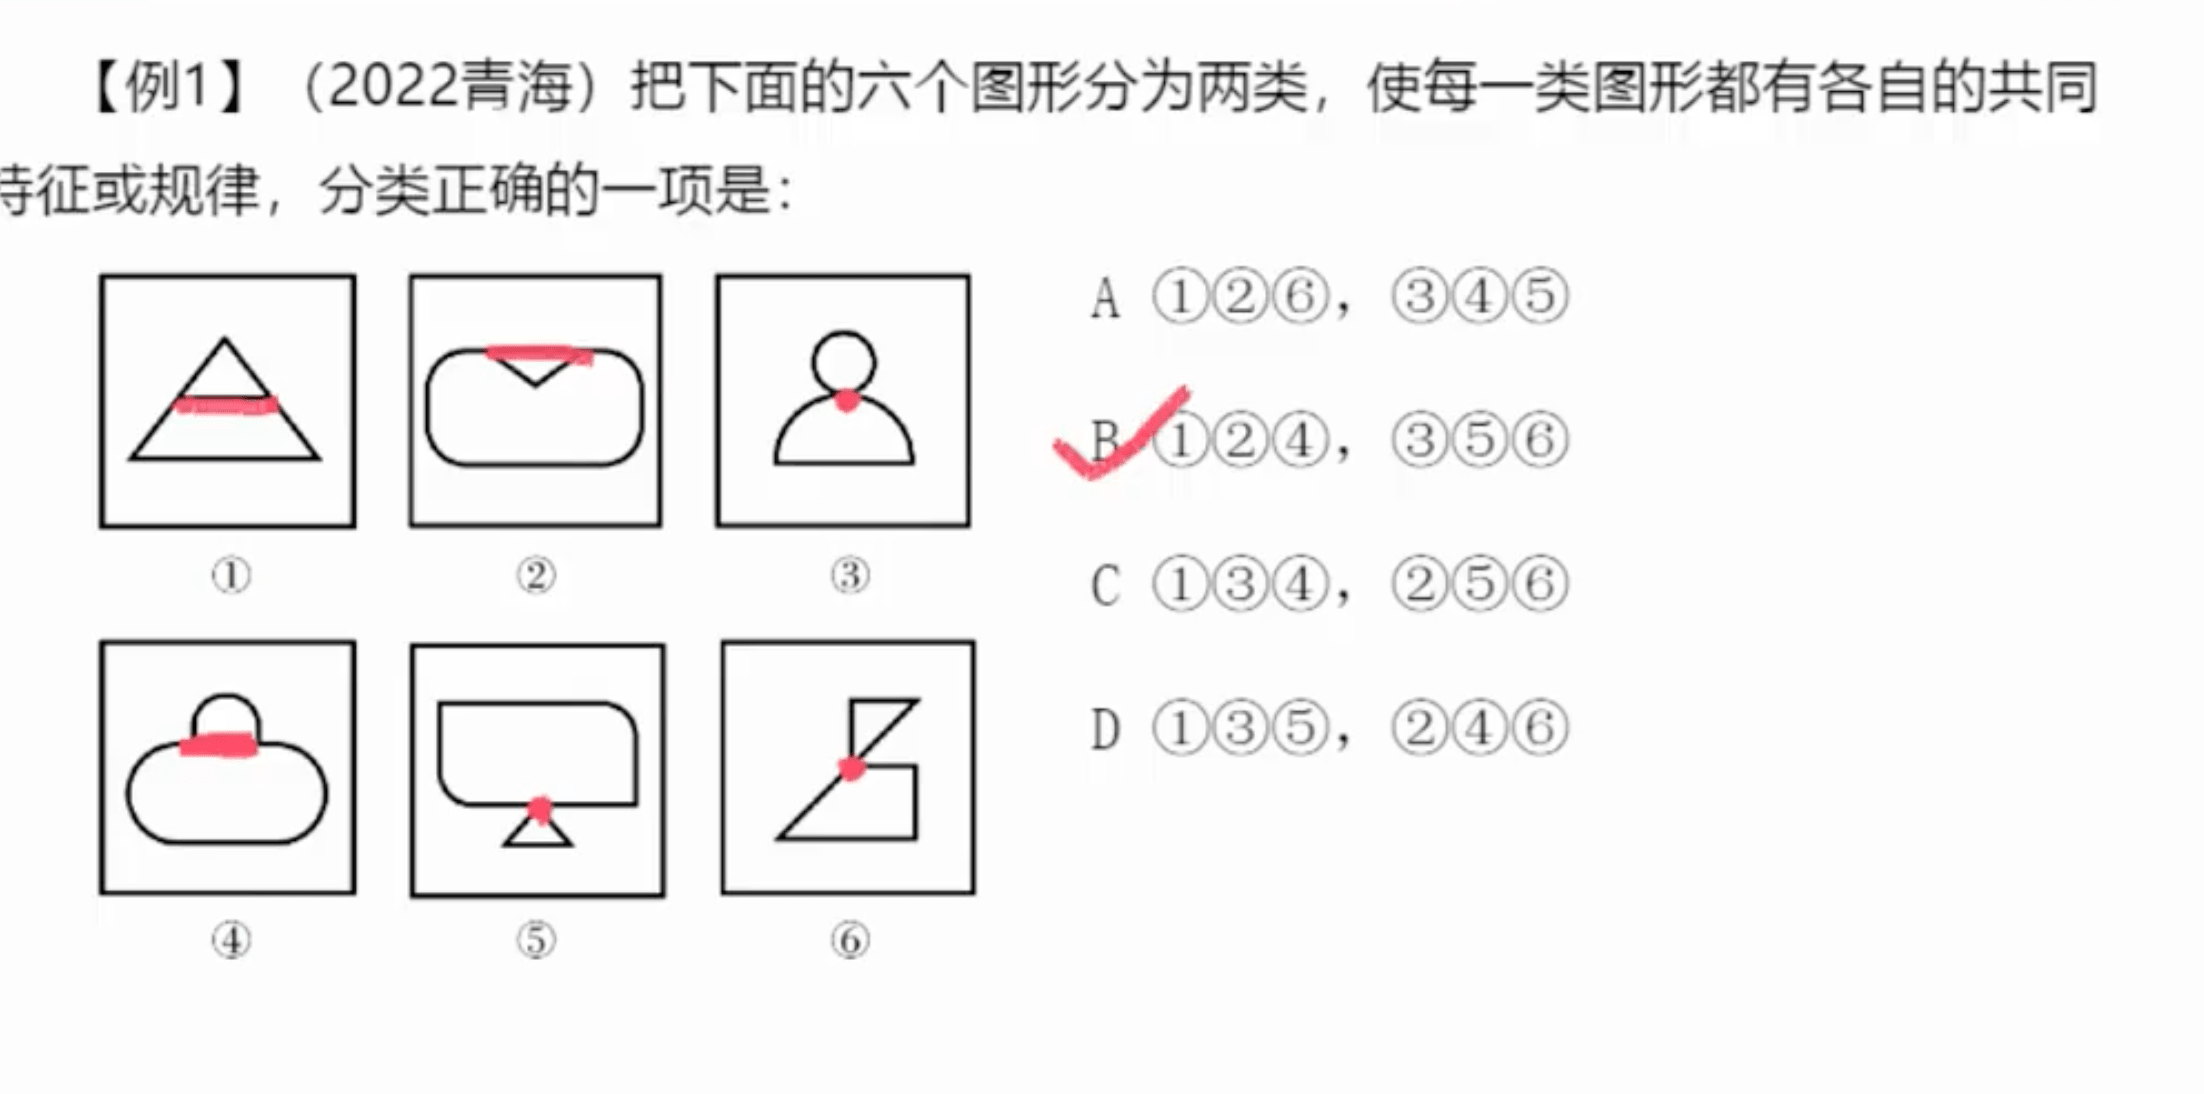 【例1】（2022青海）把下面的六个图形分为两类，使每一类图形都有各自的共同
特征或规律，分类正确的一项是：
A ①②⑥，③④⑤
B ①②④，③⑤⑥
C ①③④，②⑤⑥
D ①③⑤，②④⑥
① ② ③
④ ⑤ ⑥